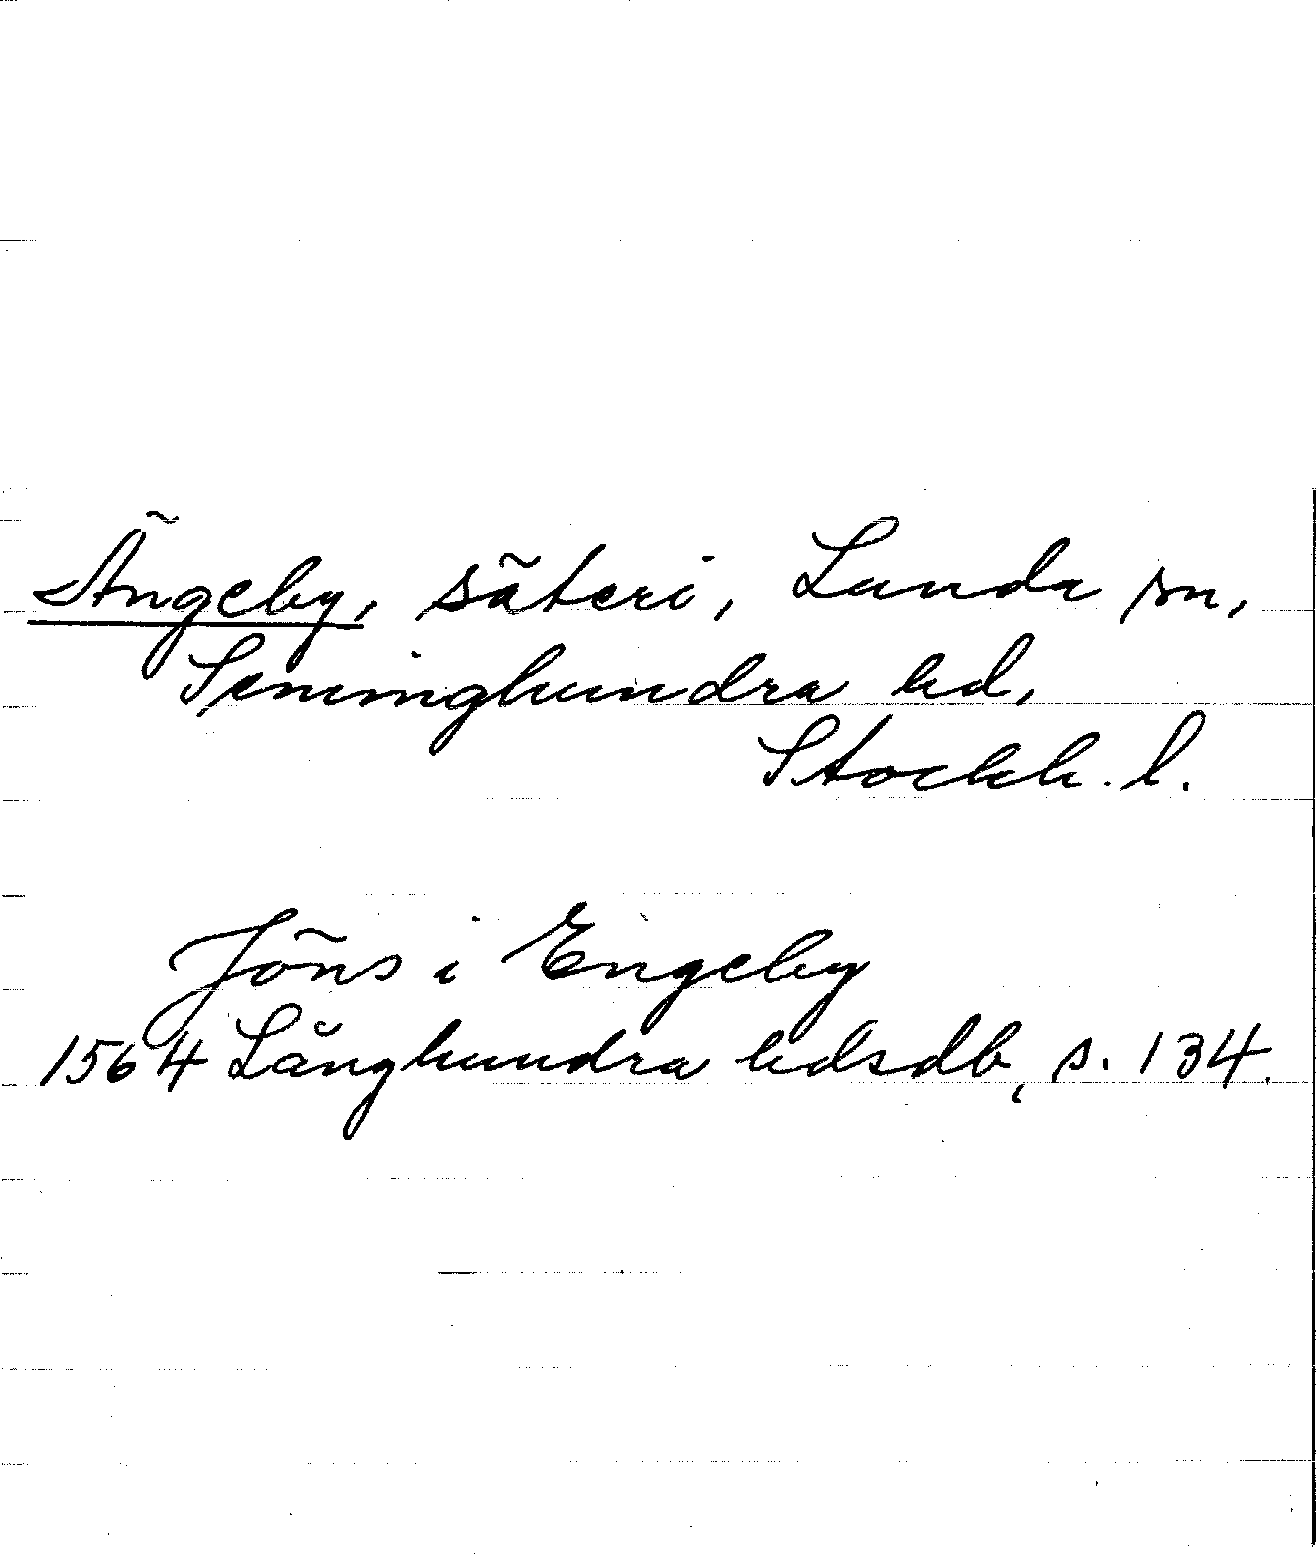 Ängeby, säteri, Lunda sn,
Seminghundra hd,
Stockh. l.
Jöns i Engeby
1564 Långhundra hdsdb, s. 134.